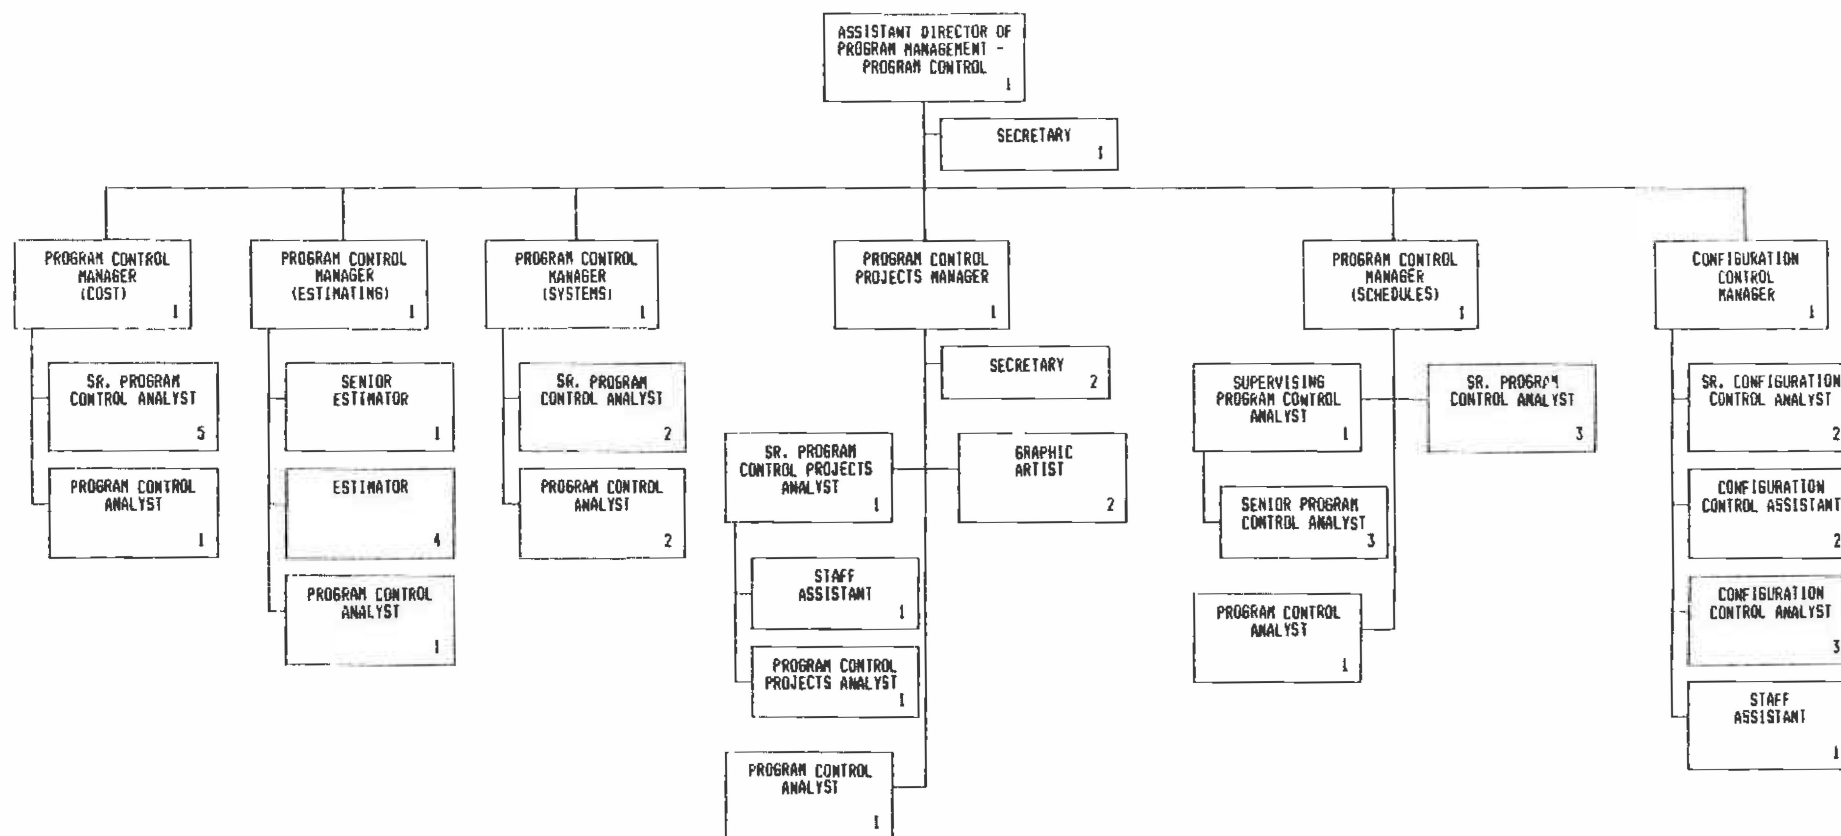 ASSISTANT DIRECTOR OF
PROGRAM MANAGEMENT -
PROGRAM CONTROL
1
SECRETARY
1
PROGRAM CONTROL
MANAGER
(COST)
1
SR. PROGRAM
CONTROL ANALYST
5
PROGRAM CONTROL
ANALYST
1
PROGRAM CONTROL
MANAGER
(ESTIMATING)
1
SENIOR
ESTIMATOR
1
ESTIMATOR
4
PROGRAM CONTROL
ANALYST
1
PROGRAM CONTROL
MANAGER
(SYSTEMS)
1
SR. PROGRAM
CONTROL ANALYST
2
PROGRAM CONTROL
ANALYST
2
PROGRAM CONTROL
PROJECTS MANAGER
1
SECRETARY
2
SR. PROGRAM
CONTROL PROJECTS
ANALYST
1
GRAPHIC
ARTIST
2
STAFF
ASSISTANT
1
PROGRAM CONTROL
PROJECTS ANALYST
1
PROGRAM CONTROL
ANALYST
1
PROGRAM CONTROL
MANAGER
(SCHEDULES)
1
SUPERVISING
PROGRAM CONTROL
ANALYST
1
SR. PROGRAM
CONTROL ANALYST
3
SENIOR PROGRAM
CONTROL ANALYST
3
PROGRAM CONTROL
ANALYST
1
CONFIGURATION
CONTROL
MANAGER
1
SR. CONFIGURATION
CONTROL ANALYST
2
CONFIGURATION
CONTROL ASSISTANT
2
CONFIGURATION
CONTROL ANALYST
3
STAFF
ASSISTANT
1